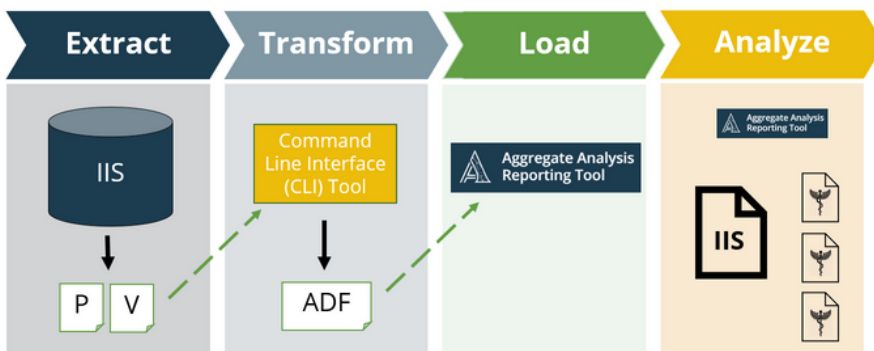 Extract
Transform
Load
Analyze
IIS
P
V
Command
Line Interface
(CLI) Tool
ADF
Aggregate Analysis
Reporting Tool
Aggregate Analysis
Reporting Tool
IIS